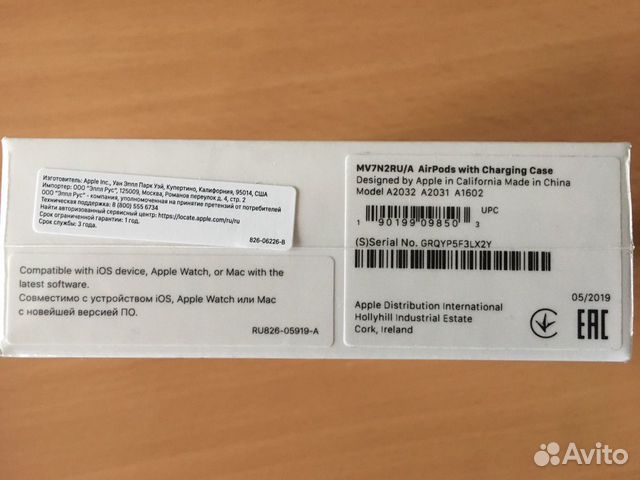 Изготовитель: Apple Inc., Уан Эппл Парк Уэй, Купертино, Калифорния, 95014, США
Импортер: ООО "Эппл Рус", 125009, Москва, Романов переулок д. 4, стр. 2
ООО "Эппл Рус" - компания, уполномоченная на принятие претензий от потребителей
Техническая поддержка: 8 (800) 555 6734
Найти авторизованный сервисный центр: https://locate.apple.com/ru/ru
Срок ограниченной гарантии: 1 год.
Срок службы: 3 года.
826-06226-B
Compatible with iOS device, Apple Watch, or Mac with the
latest software.
Совместимо с устройством iOS, Apple Watch или Mac
с новейшей версией ПО.
RU826-05919-A
MV7N2RU/A AirPods with Charging Case
Designed by Apple in California Made in China
Model A2032 A2031 A1602
UPC
1 90199 09850 3
(S)Serial No. GRQYP5F3LX2Y
Apple Distribution International
Hollyhill Industrial Estate
Cork, Ireland
05/2019
EAC
Avito